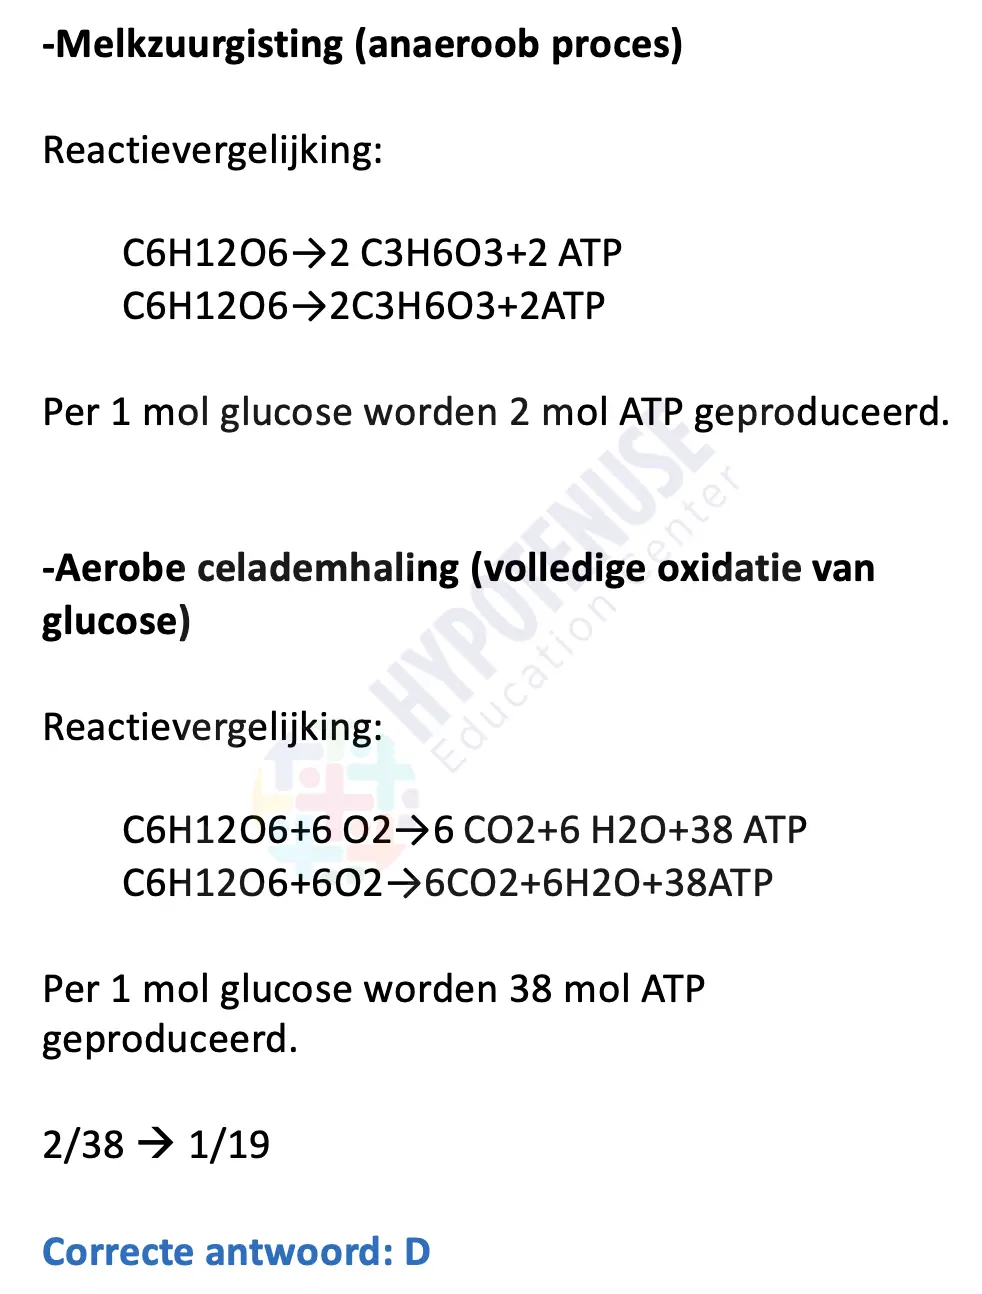 -Melkzuurgisting (anaeroob proces)
Reactievergelijking:
C6H12O6→2 C3H6O3+2 ATP
C6H12O6→2C3H6O3+2ATP
Per 1 mol glucose worden 2 mol ATP geproduceerd.
-Aerobe celademhaling (volledige oxidatie van
glucose)
Reactievergelijking:
C6H12O6+6 O2→6 CO2+6 H2O+38 ATP
C6H12O6+6O2→6CO2+6H2O+38ATP
Per 1 mol glucose worden 38 mol ATP
geproduceerd.
2/38 → 1/19
Correcte antwoord: D
HYPOTENUSE
Education Center